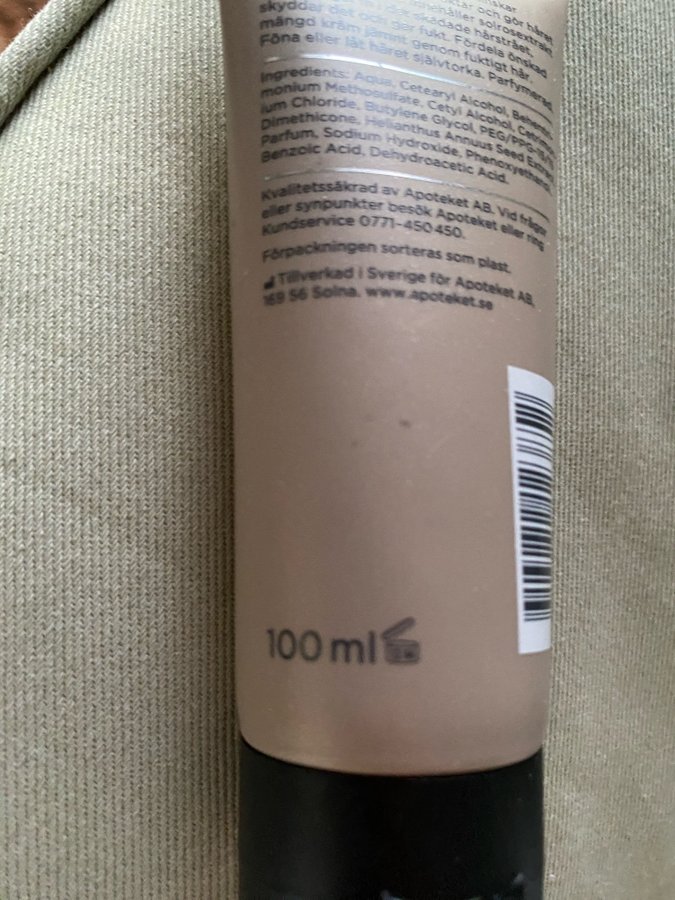 skyddar det och ger fukt. Fördela önskad
mängd kräm jämnt genom fuktigt hår.
Föna eller låt håret självtorka. Parfymerad.
Ingredients: Aqua, Cetearyl Alcohol, Behentri-
monium Methosulfate, Cetyl Alcohol,
ium Chloride, Butylene Glycol,
Dimethicone, Helianthus Annuus Seed Extract,
Parfum, Sodium Hydroxide, Phenoxyethanol,
Benzoic Acid, Dehydroacetic Acid.
Kvalitetssäkrad av Apoteket AB. Vid frågor
eller synpunkter besök Apoteket eller ring
Kundservice 0771-450 450.
Förpackningen sorteras som plast.
Tillverkad i Sverige för Apoteket AB,
169 56 Solna. www.apoteket.se
100 ml